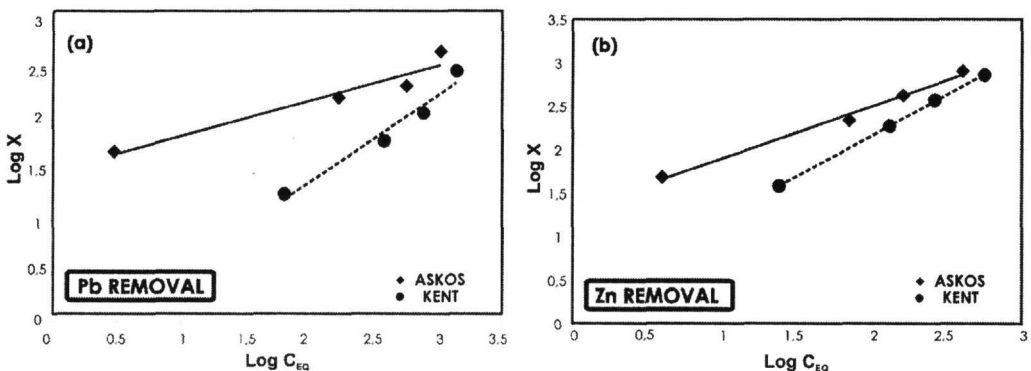 (a)
3
2.5
2
1.5
1
0,5
0
Log X
Pb REMOVAL
ASKOS
KENT
0 0.5 1 1.5 2 2.5 3 3.5
Log C_EQ
(b)
3.5
3
2.5
2
1.5
1
0.5
0
Log X
Zn REMOVAL
ASKOS
KENT
0 0.5 1 1.5 2 2.5 3
Log C_EQ